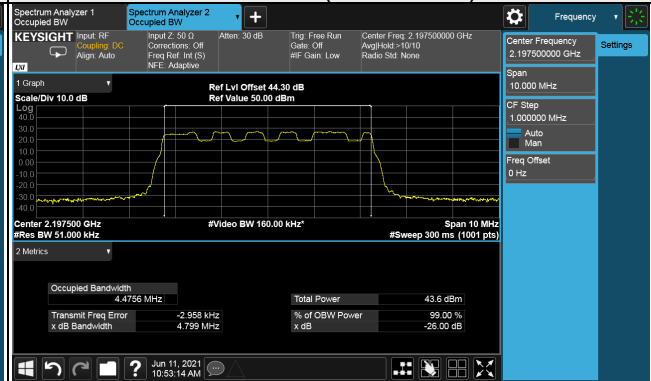 Spectrum Analyzer 1
Occupied BW
Spectrum Analyzer 2
Occupied BW
Frequency
KEYSIGHT
Input: RF
Coupling: DC
Align: Auto
Input Z: 50 Ω
Corrections: Off
Freq Ref: Int (S)
NFE: Adaptive
Atten: 30 dB
Trig: Free Run
Gate: Off
#IF Gain: Low
Center Freq: 2.197500000 GHz
Avg|Hold:>10/10
Radio Std: None
LXI
Center Frequency
2.197500000 GHz
Settings
Span
10.000 MHz
CF Step
1.000000 MHz
Auto
Man
Freq Offset
0 Hz
1 Graph
Scale/Div 10.0 dB
Ref Lvl Offset 44.30 dB
Ref Value 50.00 dBm
Log
40.0
30.0
20.0
10.0
0.00
-10.0
-20.0
-30.0
-40.0
Center 2.197500 GHz
#Res BW 51.000 kHz
#Video BW 160.00 kHz*
Span 10 MHz
#Sweep 300 ms (1001 pts)
2 Metrics
Occupied Bandwidth
4.4756 MHz
Total Power
43.6 dBm
Transmit Freq Error
-2.958 kHz
% of OBW Power
99.00 %
x dB Bandwidth
4.799 MHz
x dB
-26.00 dB
Jun 11, 2021
10:53:14 AM